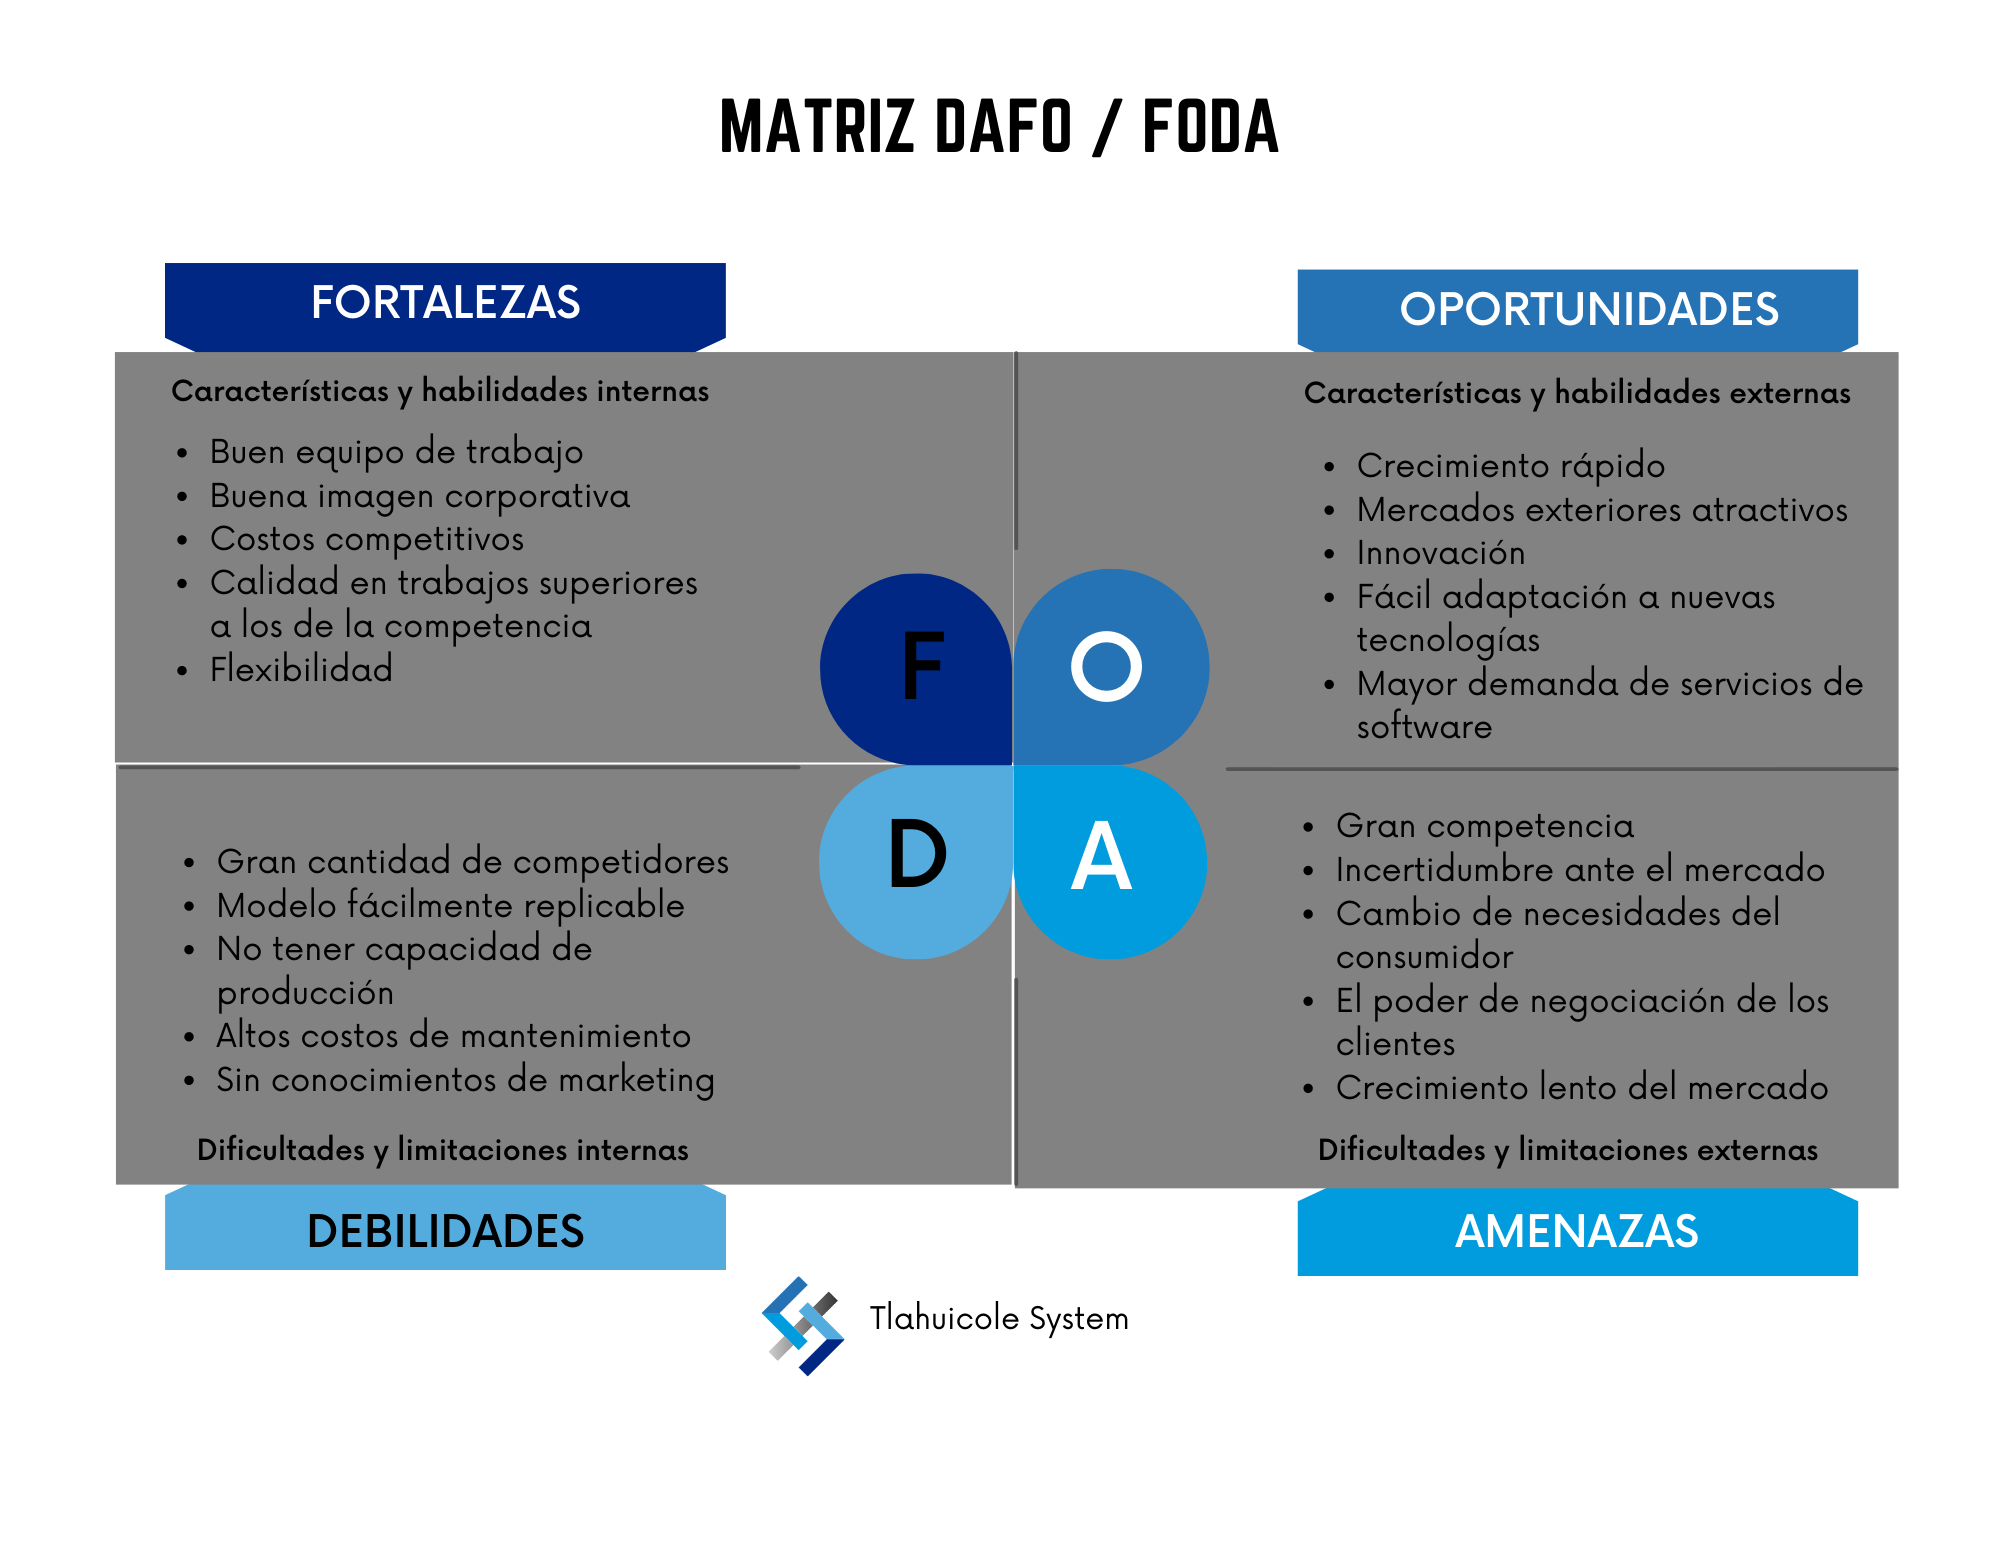 MATRIZ DAFO / FODA
FORTALEZAS
Características y habilidades internas
• Buen equipo de trabajo
• Buena imagen corporativa
• Costos competitivos
• Calidad en trabajos superiores
a los de la competencia
• Flexibilidad
OPORTUNIDADES
Características y habilidades externas
• Crecimiento rápido
• Mercados exteriores atractivos
• Innovación
• Fácil adaptación a nuevas
tecnologías
• Mayor demanda de servicios de
software
F
O
D
A
• Gran cantidad de competidores
• Modelo fácilmente replicable
• No tener capacidad de
producción
• Altos costos de mantenimiento
• Sin conocimientos de marketing
Dificultades y limitaciones internas
DEBILIDADES
• Gran competencia
• Incertidumbre ante el mercado
• Cambio de necesidades del
consumidor
• El poder de negociación de los
clientes
• Crecimiento lento del mercado
Dificultades y limitaciones externas
AMENAZAS
Tlahuicole System